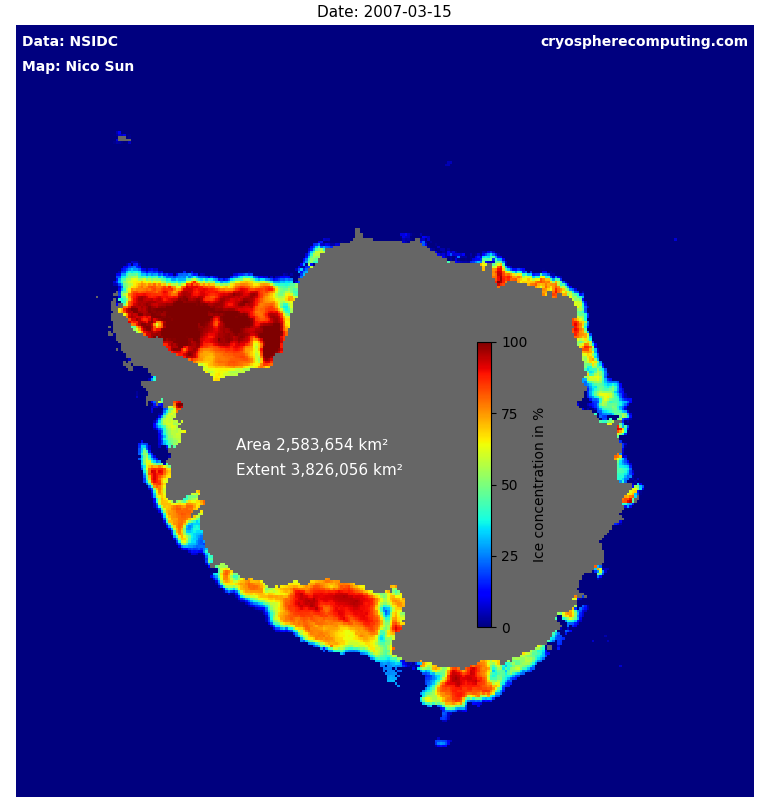 Date: 2007-03-15
Data: NSIDC
cryospherecomputing.com
Map: Nico Sun
Area 2,583,654 km²
Extent 3,826,056 km²
100
75
50
25
0
Ice concentration in %